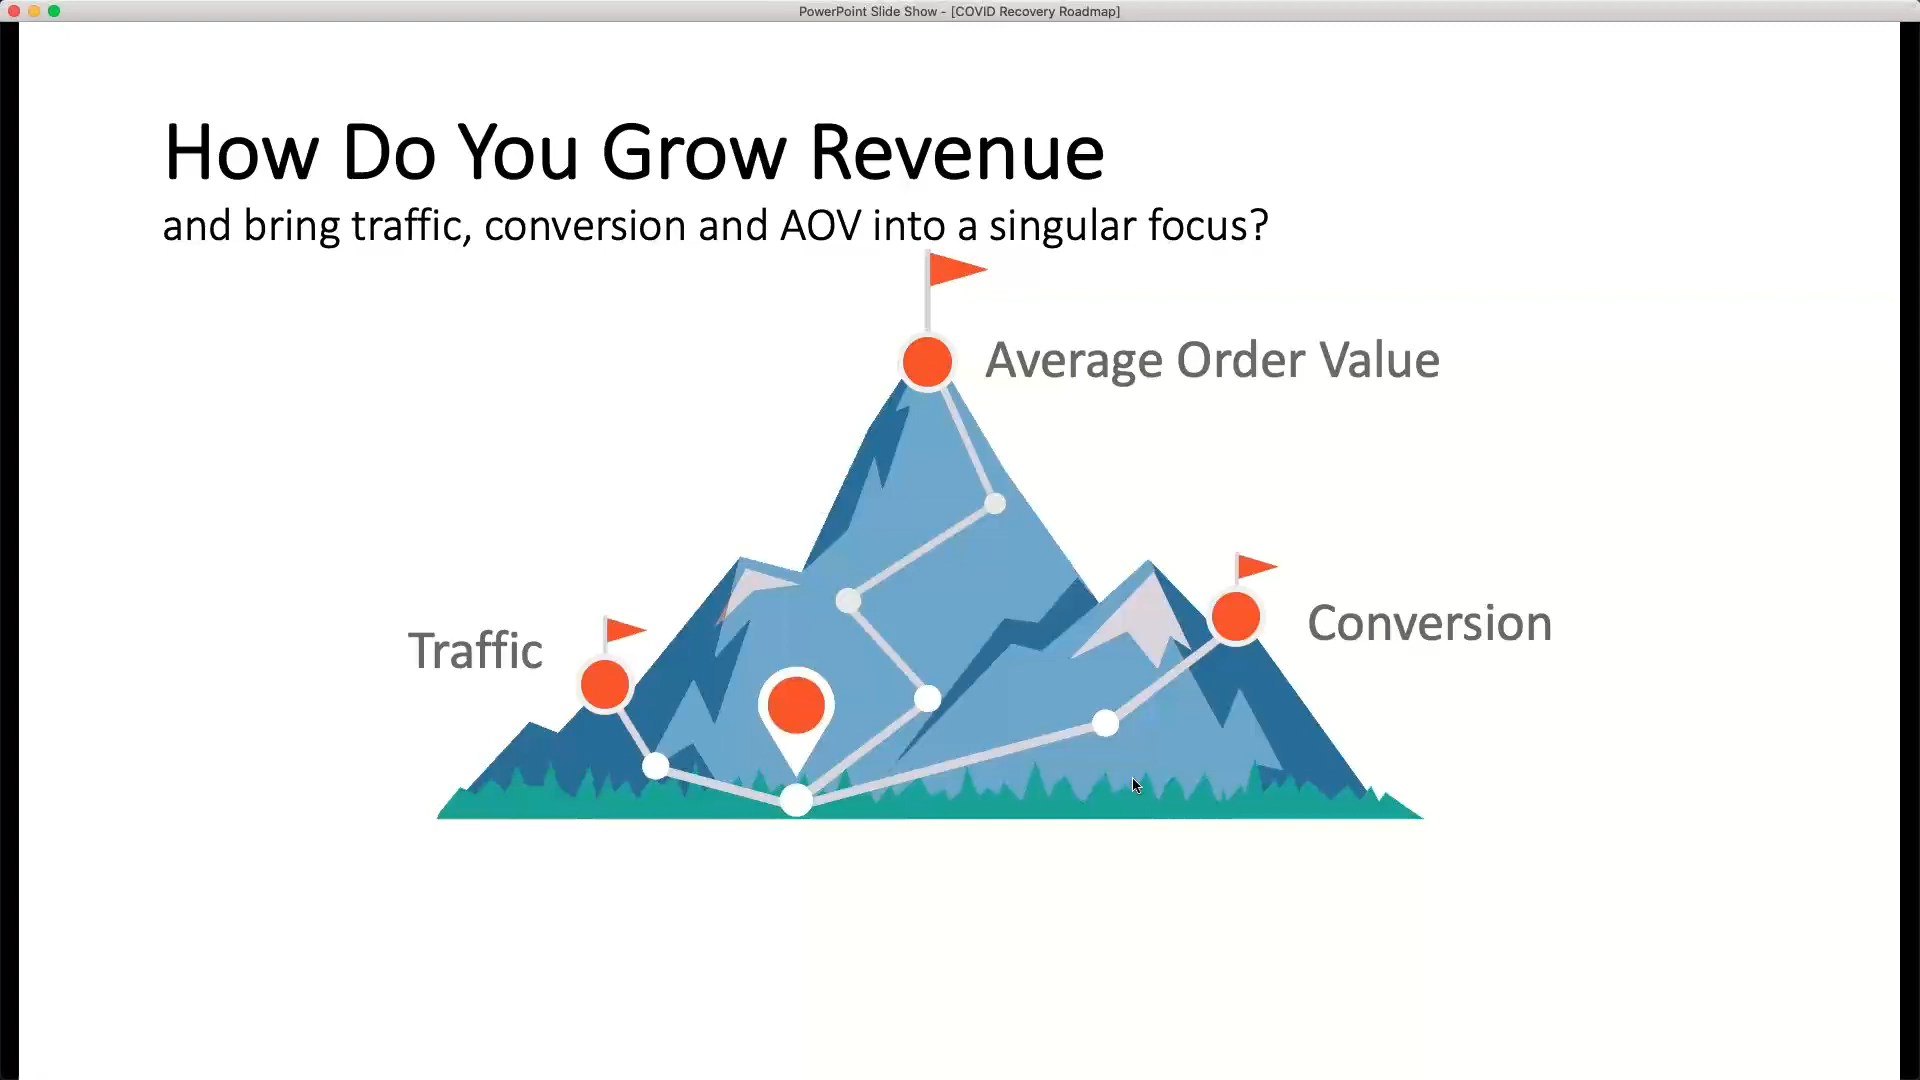 PowerPoint Slide Show - [COVID Recovery Roadmap]
How Do You Grow Revenue
and bring traffic, conversion and AOV into a singular focus?
Average Order Value
Conversion
Traffic